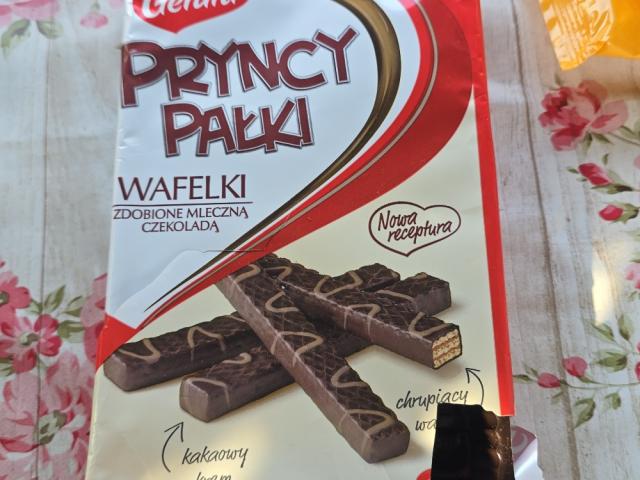 PRYNCY
PAŁKI
WAFELKI
ZDOBIONE MLECZNĄ
CZEKOLADĄ
Nowa
receptura
chrupiący
kakaowy